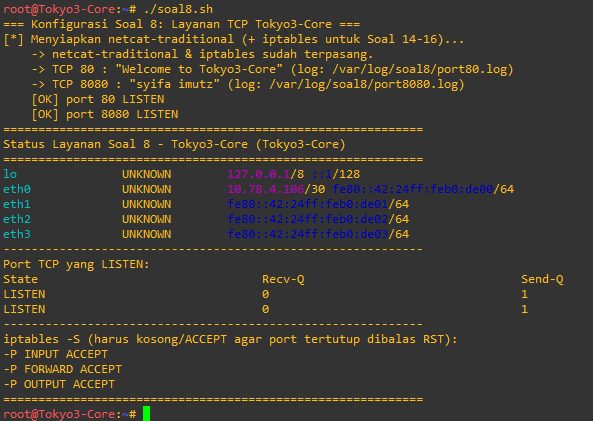 root@Tokyo3-Core:~# ./soal8.sh
=== Konfigurasi Soal 8: Layanan TCP Tokyo3-Core ===
[*] Menyiapkan netcat-traditional (+ iptables untuk Soal 14-16)...
    -> netcat-traditional & iptables sudah terpasang.
    -> TCP 80 : "Welcome to Tokyo3-Core" (log: /var/log/soal8/port80.log)
    -> TCP 8080 : "syifa imutz" (log: /var/log/soal8/port8080.log)
    [OK] port 80 LISTEN
    [OK] port 8080 LISTEN
============================================================
Status Layanan Soal 8 - Tokyo3-Core (Tokyo3-Core)
============================================================
lo               UNKNOWN        127.0.0.1/8 ::1/128
eth0             UNKNOWN        10.78.4.106/30 fe80::42:24ff:feb0:de00/64
eth1             UNKNOWN        fe80::42:24ff:feb0:de01/64
eth2             UNKNOWN        fe80::42:24ff:feb0:de02/64
eth3             UNKNOWN        fe80::42:24ff:feb0:de03/64
------------------------------------------------------------
Port TCP yang LISTEN:
State                                Recv-Q                               Send-Q
LISTEN                               0                                    1
LISTEN                               0                                    1
------------------------------------------------------------
iptables -S (harus kosong/ACCEPT agar port tertutup dibalas RST):
-P INPUT ACCEPT
-P FORWARD ACCEPT
-P OUTPUT ACCEPT
============================================================
root@Tokyo3-Core:~#